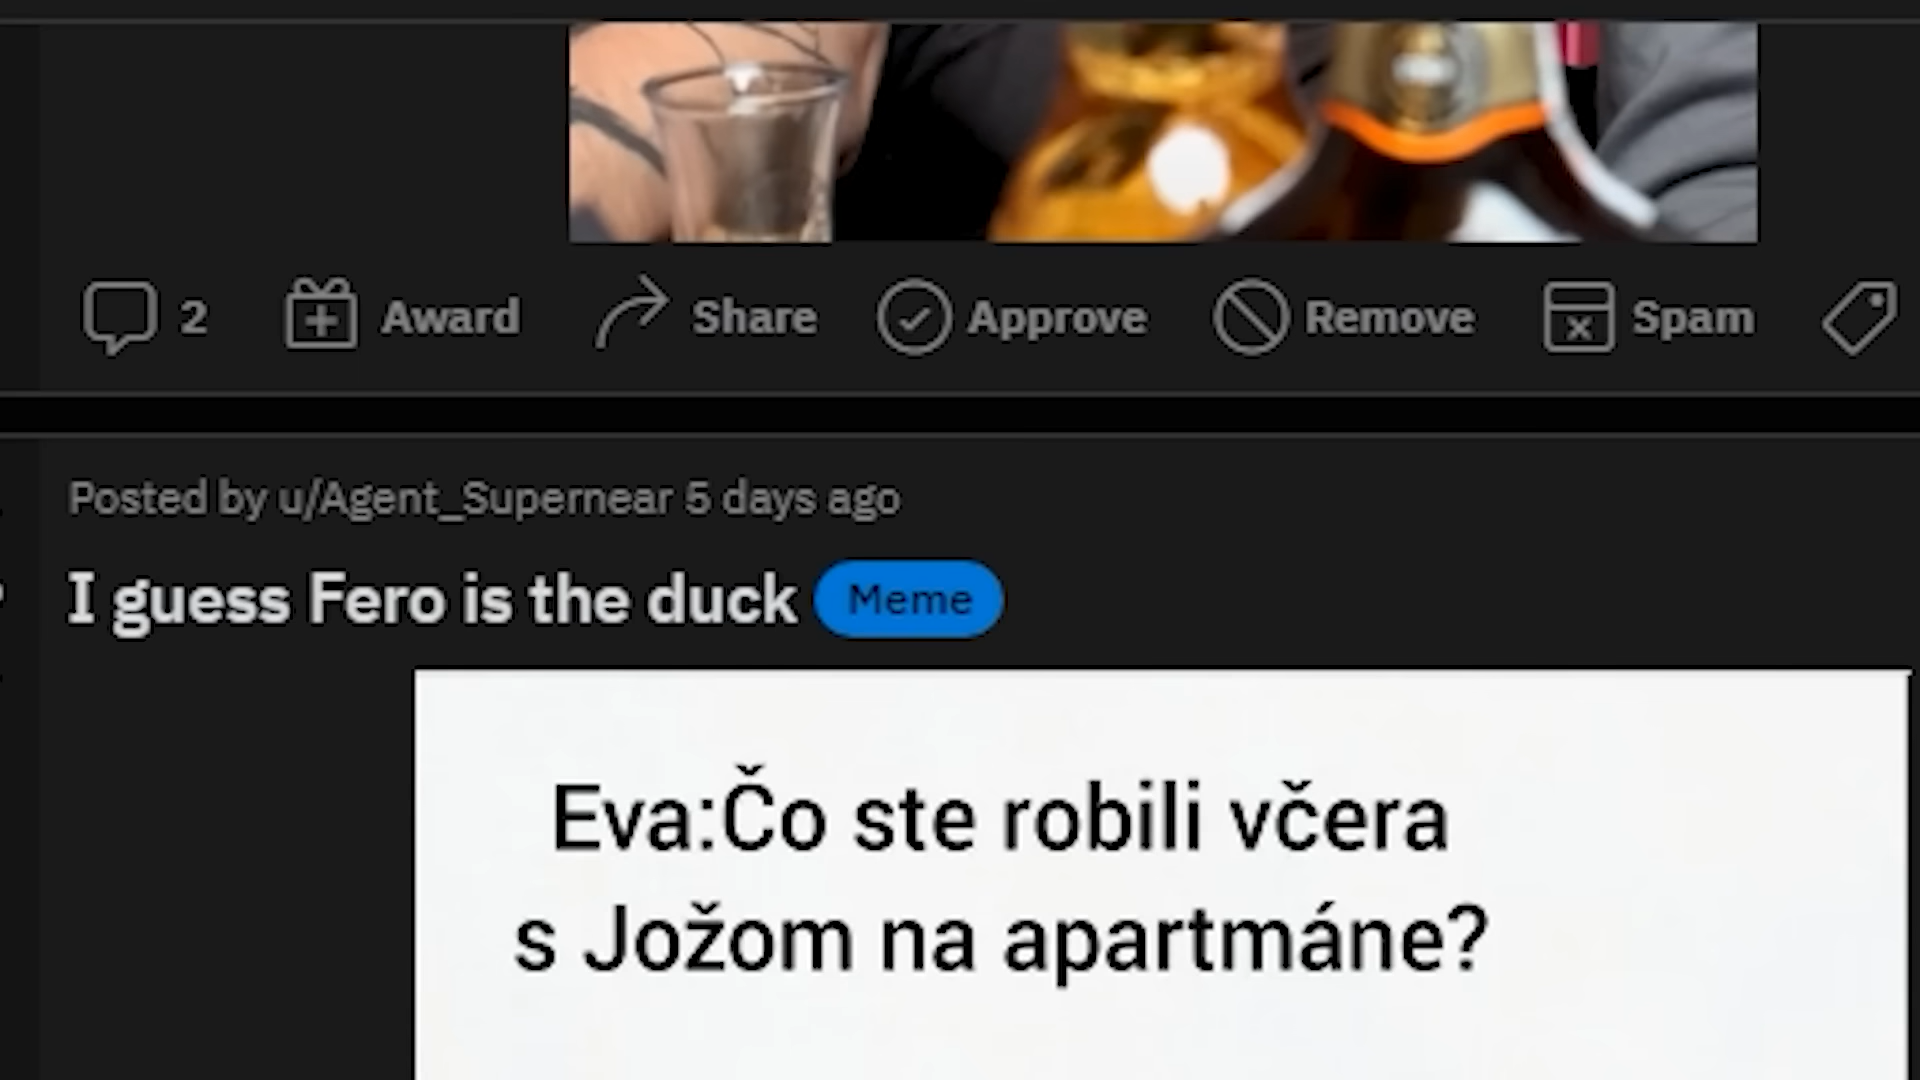 2 Award Share Approve Remove Spam
Posted by u/Agent_Supernear 5 days ago
I guess Fero is the duck Meme
Eva:Čo ste robili včera
s Jožom na apartmáne?